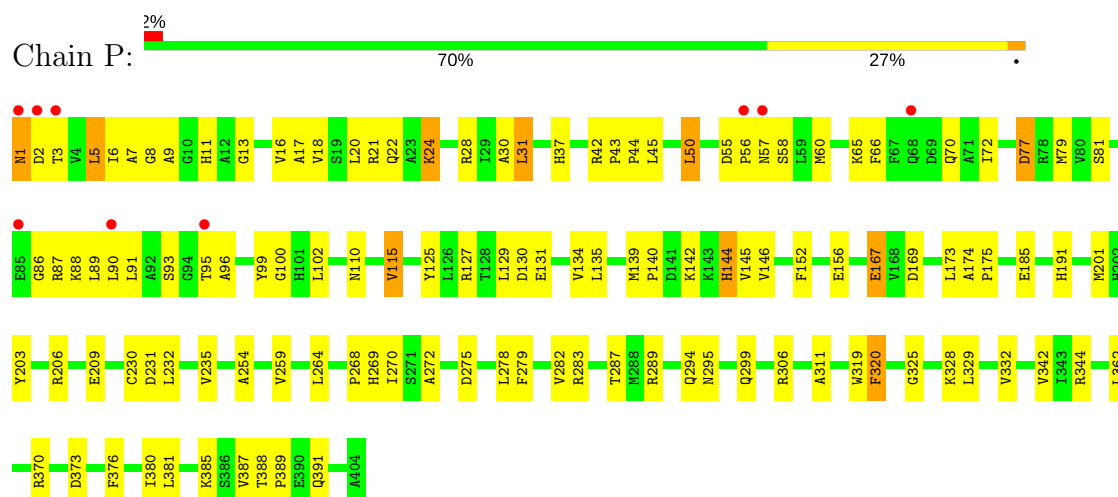 2%
Chain P:
70% 27% •
N1 D2 T3 V4 L5 I6 A7 G8 A9 G10 H11 A12 G13 V16 A17 V18 S19 L20 R21 Q22 A23 K24 R28 I29 A30 L31 H37 R42 P43 P44 L45 L50 D55 P56 N57 S58 L59 M60 K65 F66 F67 Q68 D69 Q70 A71 I72 D77 R78 M79 V80 S81
E85 G86 R87 K88 L89 L90 L91 A92 S93 G94 T95 A96 Y99 G100 H101 L102 N110 V115 Y125 L126 R127 T128 L129 D130 E131 V134 L135 M139 P140 D141 K142 K143 H144 V145 V146 F152 E156 E167 V168 D169 L173 A174 P175 E185 H191 M201 H202
Y203 R206 E209 C230 D231 L232 V235 A254 V259 L264 P268 H269 I270 S271 A272 D275 L278 F279 V282 R283 T287 M288 R289 Q294 N295 Q299 R306 A311 W319 F320 G325 K328 L329 V332 V342 I343 R344
R370 D373 F376 I380 L381 K385 S386 V387 T388 P389 E390 Q391 A404